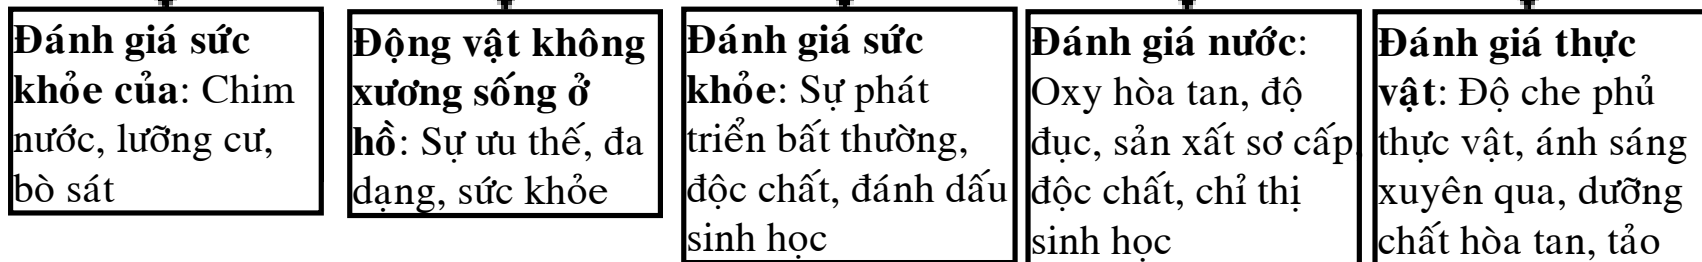 Đánh giá sức
khỏe của: Chim
nước, lưỡng cư,
bò sát
Động vật không
xương sống ở
hồ: Sự ưu thế, đa
dạng, sức khỏe
Đánh giá sức
khỏe: Sự phát
triển bất thường,
độc chất, đánh dấu
sinh học
Đánh giá nước:
Oxy hòa tan, độ
đục, sản xất sơ cấp,
độc chất, chỉ thị
sinh học
Đánh giá thực
vật: Độ che phủ
thực vật, ánh sáng
xuyên qua, dưỡng
chất hòa tan, tảo